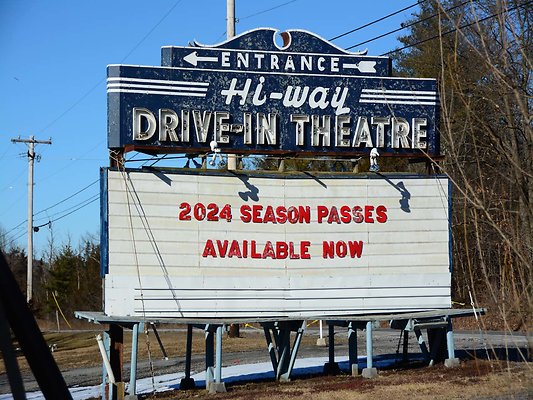 ENTRANCE
Hi-way
DRIVE-IN THEATRE
2024 SEASON PASSES
AVAILABLE NOW